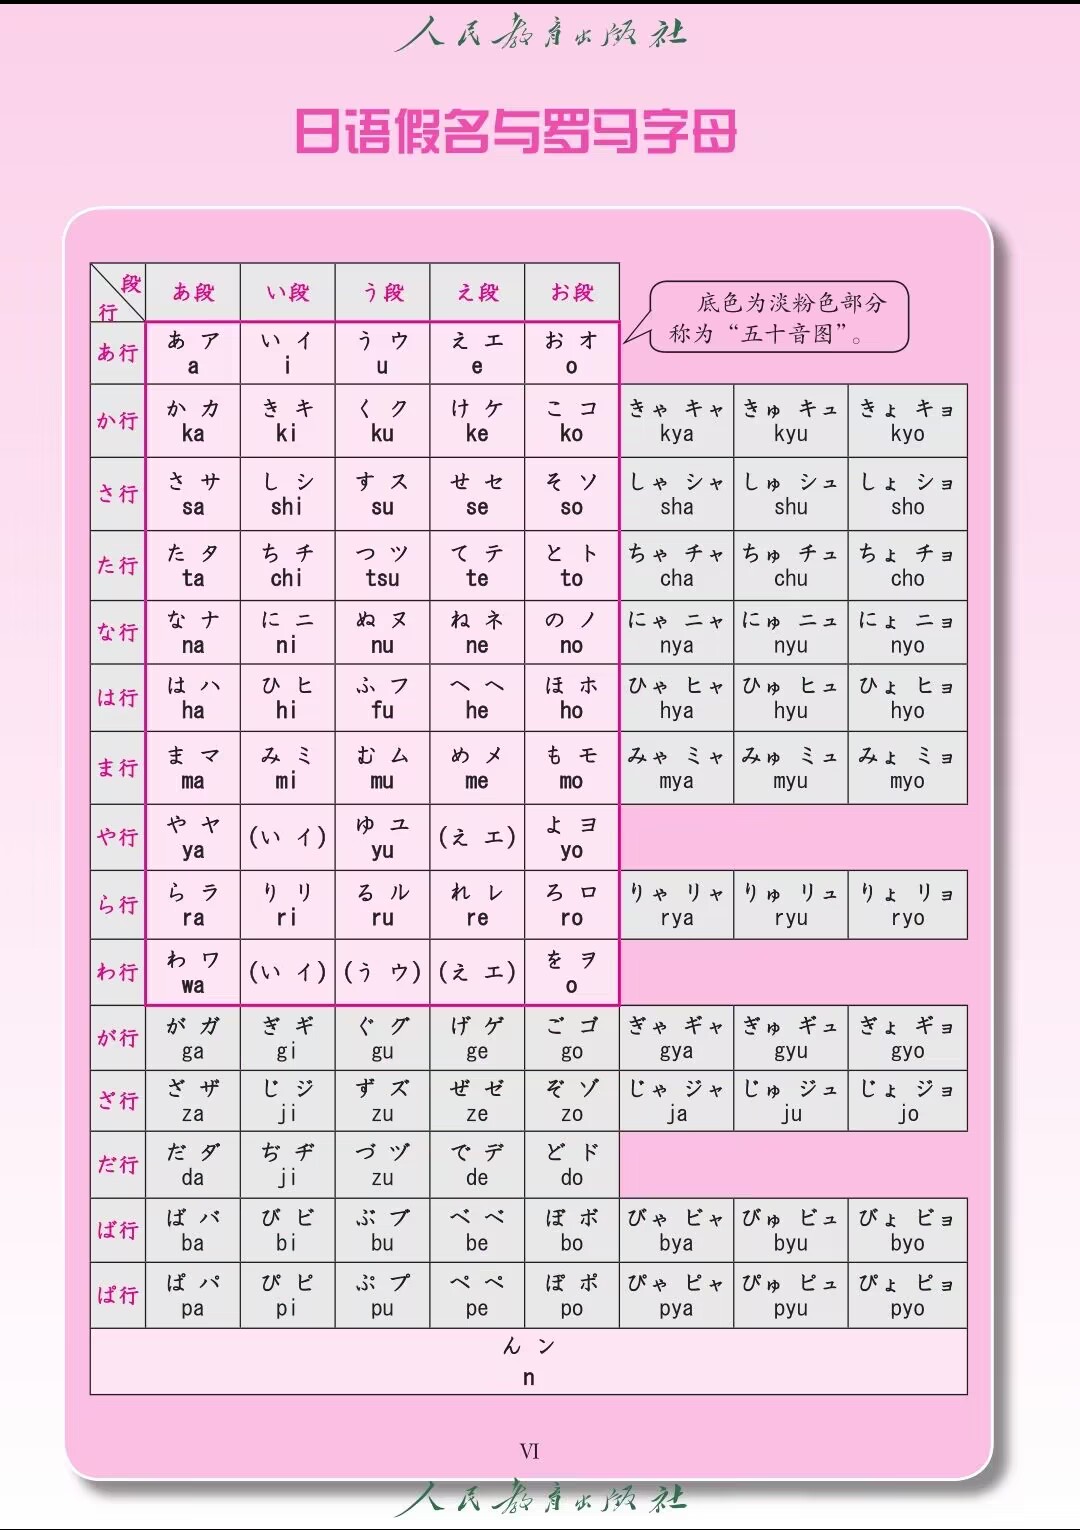 人民教育出版社
日语假名与罗马字母
段
行
あ段 い段 う段 え段 お段
底色为淡粉色部分
称为“五十音图”。
あ行 あ ア い イ う ウ え エ お オ
a i u e o
か行 か カ き キ く ク け ケ こ コ きゃ キャ きゅ キュ きょ キョ
ka ki ku ke ko kya kyu kyo
さ行 さ サ し シ す ス せ セ そ ソ しゃ シャ しゅ シュ しょ ショ
sa shi su se so sha shu sho
た行 た タ ち チ つ ツ て テ と ト ちゃ チャ ちゅ チュ ちょ チョ
ta chi tsu te to cha chu cho
な行 な ナ に ニ ぬ ヌ ね ネ の ノ にゃ ニャ にゅ ニュ にょ ニョ
na ni nu ne no nya nyu nyo
は行 は ハ ひ ヒ ふ フ へ ヘ ほ ホ ひゃ ヒャ ひゅ ヒュ ひょ ヒョ
ha hi fu he ho hya hyu hyo
ま行 ま マ み ミ む ム め メ も モ みゃ ミャ みゅ ミュ みょ ミョ
ma mi mu me mo mya myu myo
や行 や ヤ (い イ) ゆ ユ (え エ) よ ヨ
ya yu yo
ら行 ら ラ り リ る ル れ レ ろ ロ りゃ リャ りゅ リュ りょ リョ
ra ri ru re ro rya ryu ryo
わ行 わ ワ (い イ) (う ウ) (え エ) を ヲ
wa o
が行 が ガ ぎ ギ ぐ グ げ ゲ ご ゴ ぎゃ ギャ ぎゅ ギュ ぎょ ギョ
ga gi gu ge go gya gyu gyo
ざ行 ざ ザ じ ジ ず ズ ぜ ゼ ぞ ゾ じゃ ジャ じゅ ジュ じょ ジョ
za ji zu ze zo ja ju jo
だ行 だ ダ ぢ ヂ づ ヅ で デ ど ド
da ji zu de do
ば行 ば バ び ビ ぶ ブ べ ベ ぼ ボ びゃ ビャ びゅ ビュ びょ ビョ
ba bi bu be bo bya byu byo
ぱ行 ぱ パ ぴ ピ ぷ プ ぺ ペ ぽ ポ ぴゃ ピャ ぴゅ ピュ ぴょ ピョ
pa pi pu pe po pya pyu pyo
ん ン
n
VI
人民教育出版社